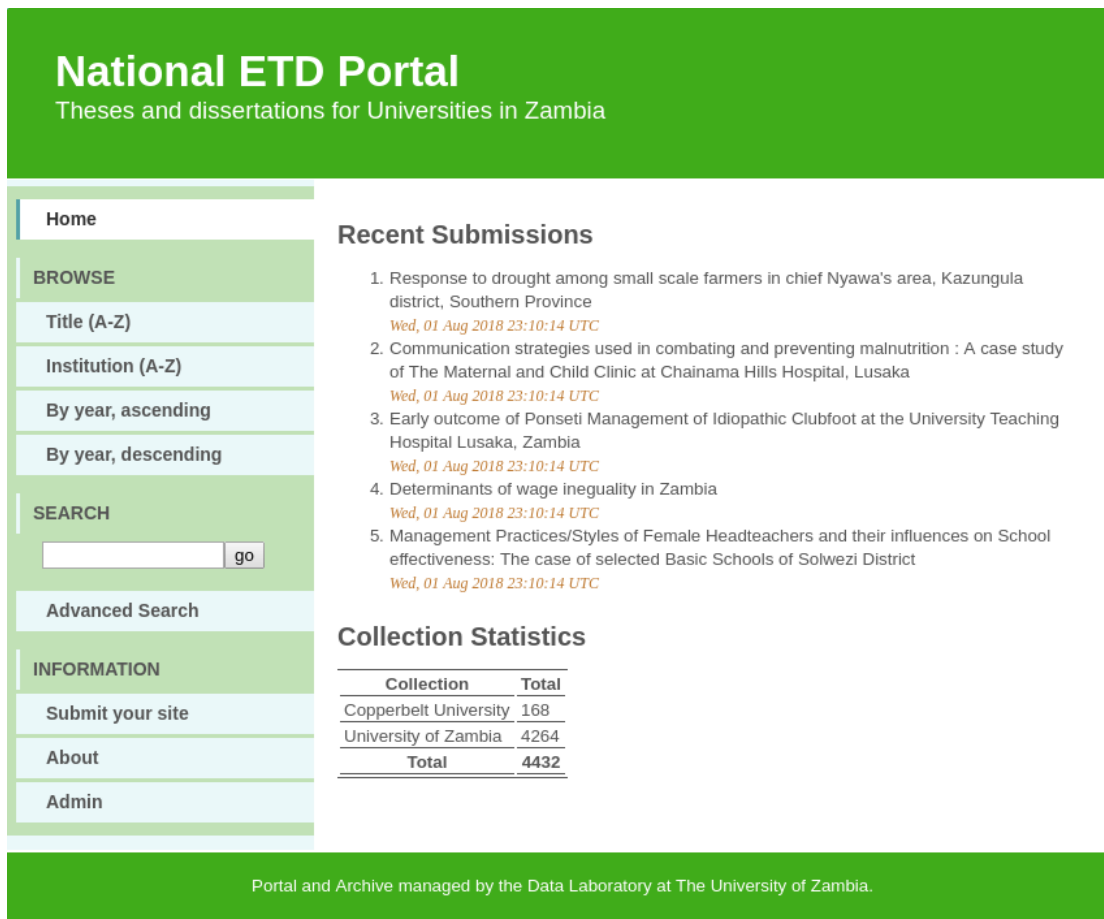 National ETD Portal
Theses and dissertations for Universities in Zambia
Home
BROWSE
Title (A-Z)
Institution (A-Z)
By year, ascending
By year, descending
SEARCH
go
Advanced Search
INFORMATION
Submit your site
About
Admin
Recent Submissions
1. Response to drought among small scale farmers in chief Nyawa's area, Kazungula
district, Southern Province
Wed, 01 Aug 2018 23:10:14 UTC
2. Communication strategies used in combating and preventing malnutrition : A case study
of The Maternal and Child Clinic at Chainama Hills Hospital, Lusaka
Wed, 01 Aug 2018 23:10:14 UTC
3. Early outcome of Ponseti Management of Idiopathic Clubfoot at the University Teaching
Hospital Lusaka, Zambia
Wed, 01 Aug 2018 23:10:14 UTC
4. Determinants of wage ineguality in Zambia
Wed, 01 Aug 2018 23:10:14 UTC
5. Management Practices/Styles of Female Headteachers and their influences on School
effectiveness: The case of selected Basic Schools of Solwezi District
Wed, 01 Aug 2018 23:10:14 UTC
Collection Statistics
Collection Total
Copperbelt University 168
University of Zambia 4264
Total 4432
Portal and Archive managed by the Data Laboratory at The University of Zambia.